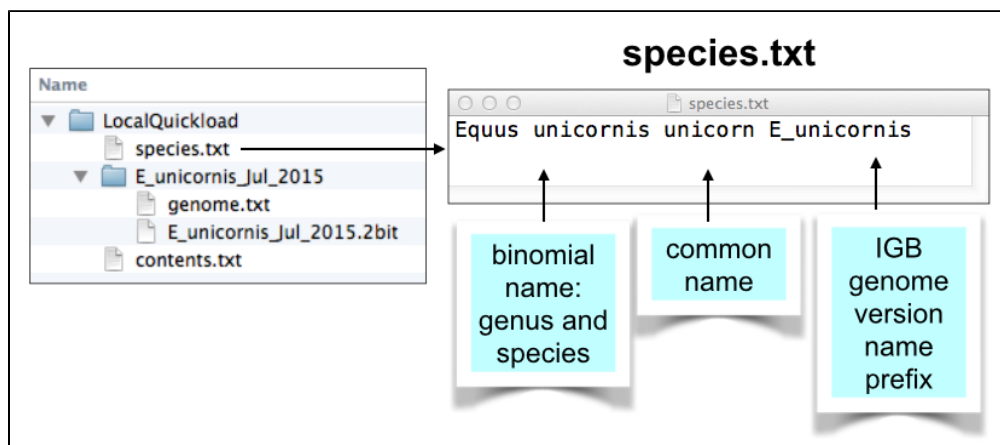 species.txt
Name
LocalQuickload
species.txt
E_unicornis_Jul_2015
genome.txt
E_unicornis_Jul_2015.2bit
contents.txt
species.txt
Equus unicornis unicorn E_unicornis
binomial
name:
genus and
species
common
name
IGB
genome
version
name
prefix